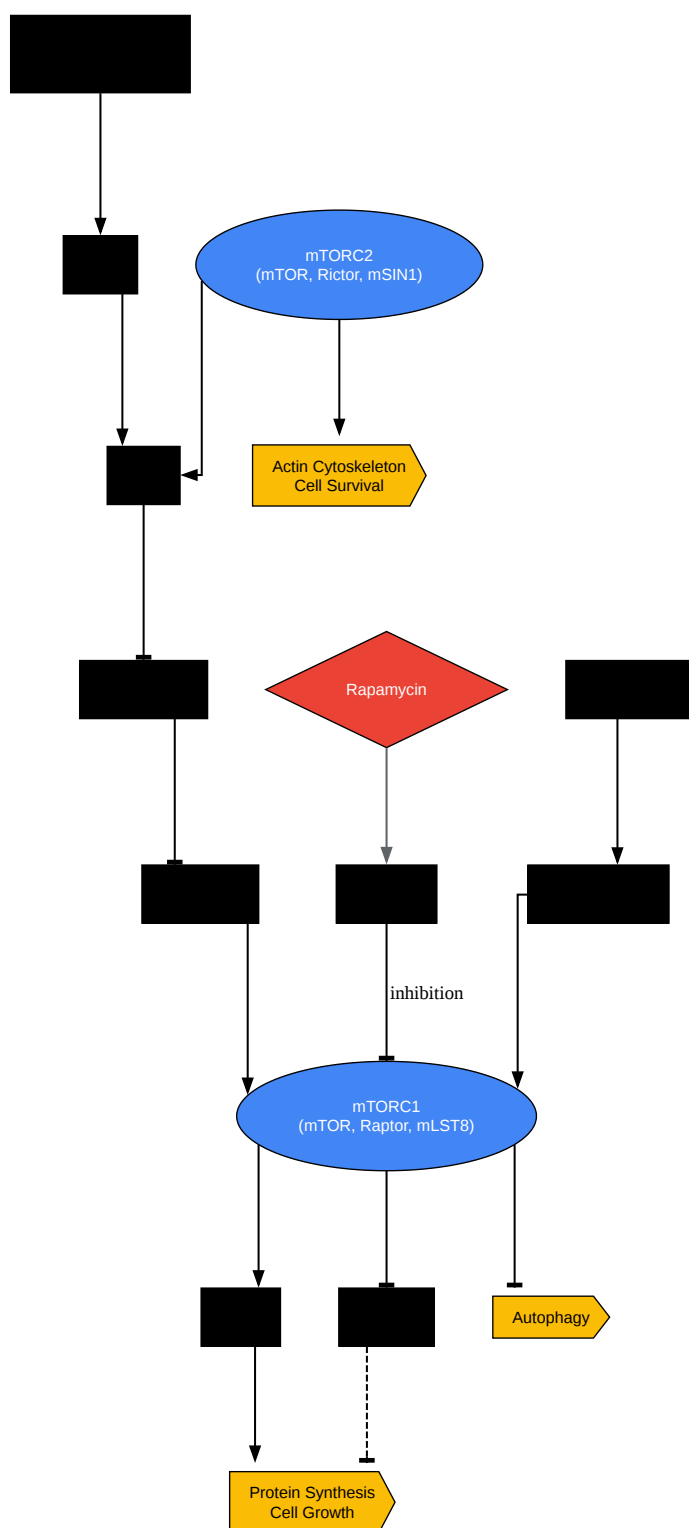 mTORC2
(mTOR, Rictor, mSIN1)
Actin Cytoskeleton
Cell Survival
Rapamycin
inhibition
mTORC1
(mTOR, Raptor, mLST8)
Autophagy
Protein Synthesis
Cell Growth